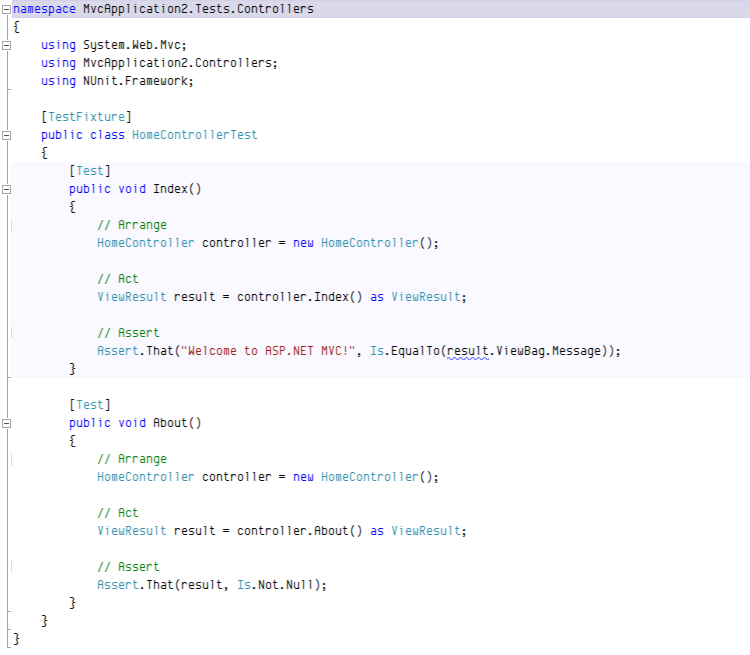 namespace MvcApplication2.Tests.Controllers
{
    using System.Web.Mvc;
    using MvcApplication2.Controllers;
    using NUnit.Framework;

    [TestFixture]
    public class HomeControllerTest
    {
        [Test]
        public void Index()
        {
            // Arrange
            HomeController controller = new HomeController();

            // Act
            ViewResult result = controller.Index() as ViewResult;

            // Assert
            Assert.That("Welcome to ASP.NET MVC!", Is.EqualTo(result.ViewBag.Message));
        }

        [Test]
        public void About()
        {
            // Arrange
            HomeController controller = new HomeController();

            // Act
            ViewResult result = controller.About() as ViewResult;

            // Assert
            Assert.That(result, Is.Not.Null);
        }
    }
}